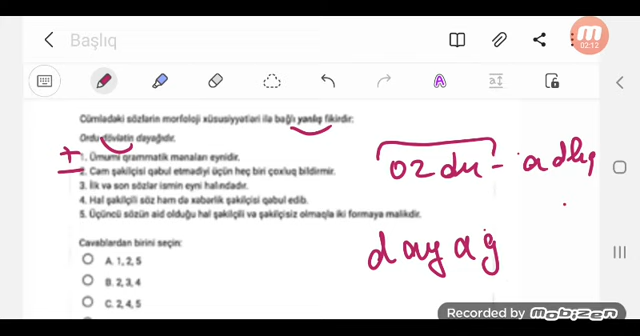 Başlıq
02:12
Cümlədəki sözlərin morfoloji xüsusiyyətləri ilə bağlı yanlış fikirdir:
Ordu dövlətin dayağıdır.
1. Ümumi qrammatik mənaları eynidir.
2. Cəm şəkilçisi qəbul etmədiyi üçün heç biri çoxluq bildirmir.
3. İlk və son sözlər ismin eyni halındadır.
4. Hal şəkilçili söz həm də xəbərlik şəkilçisi qəbul edib.
5. Üçüncü sözün aid olduğu hal şəkilçili və şəkilçisiz olmaqla iki formaya malikdir.
ordu - adlıq
dayağ
Cavablardan birini seçin:
A. 1, 2, 5
B. 2, 3, 4
C. 2, 4, 5
Recorded by
Mobizen